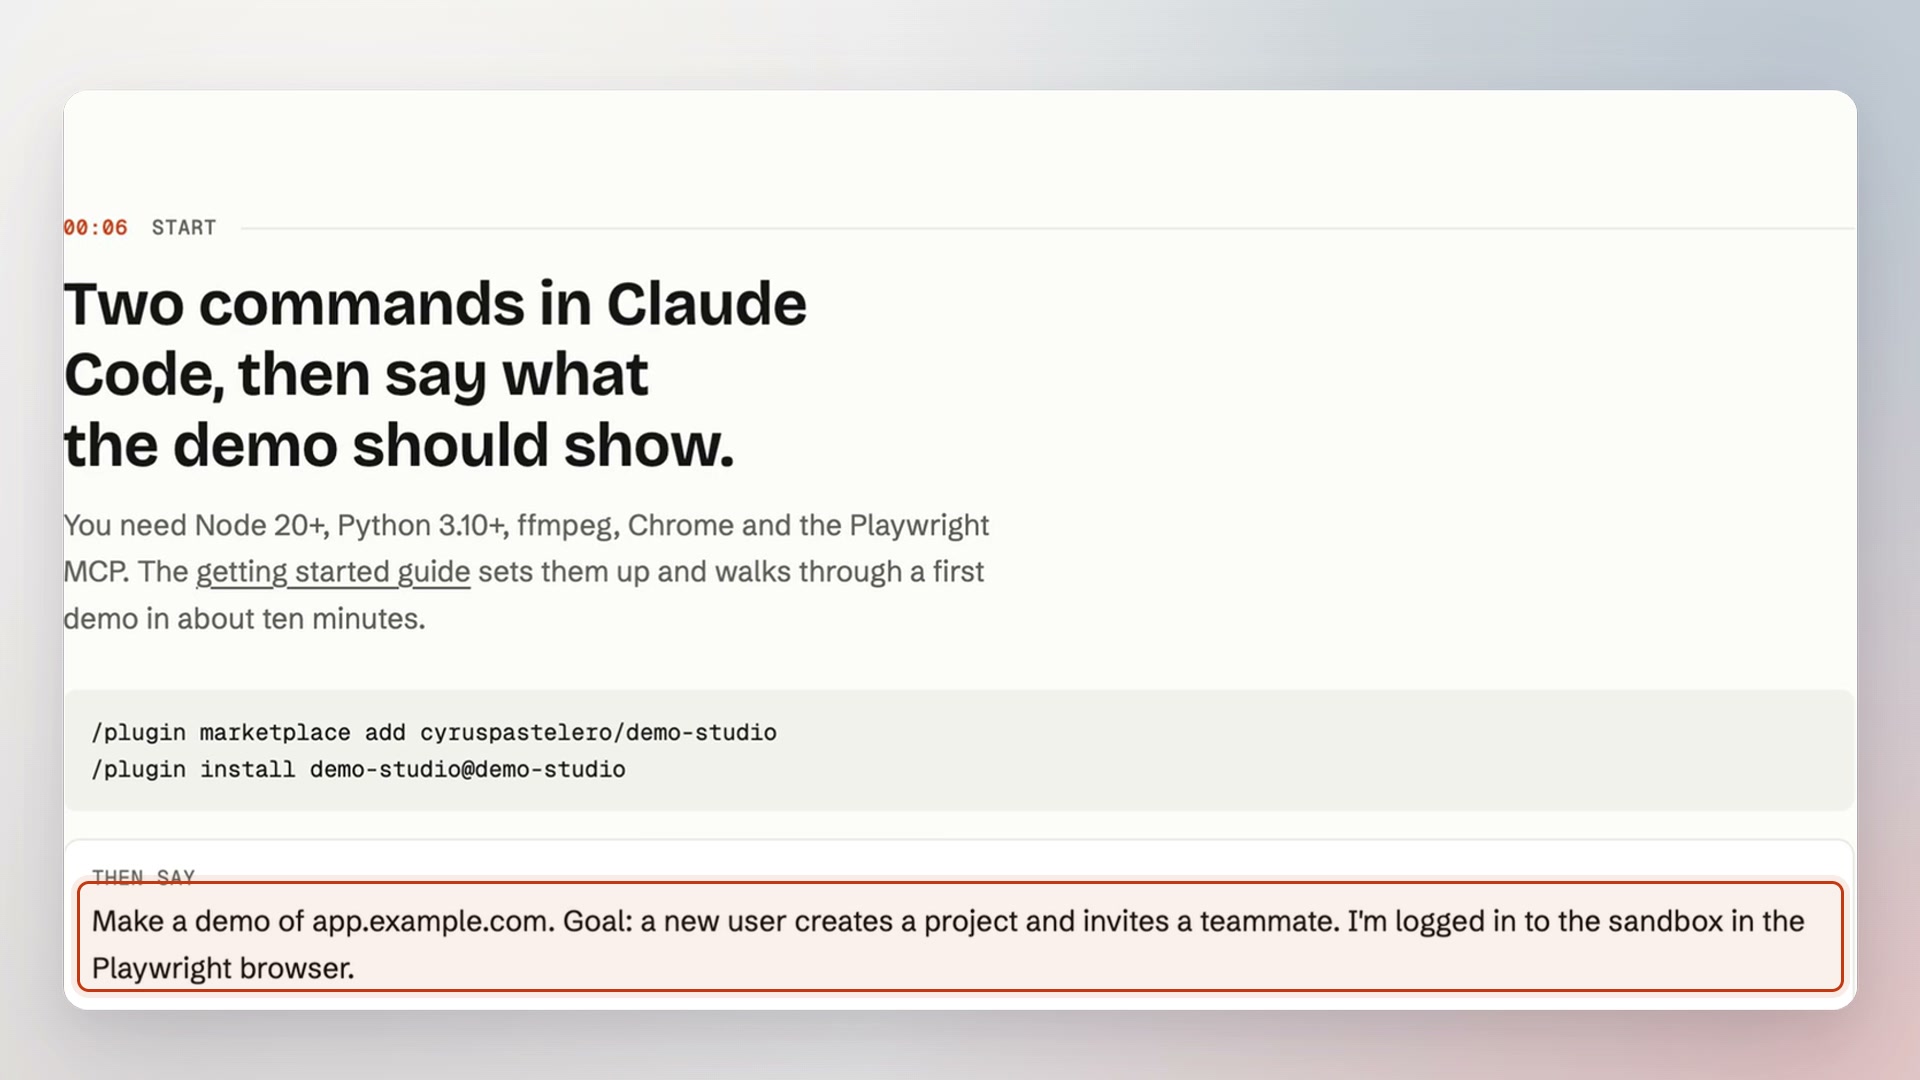 00:06 START
Two commands in Claude
Code, then say what
the demo should show.
You need Node 20+, Python 3.10+, ffmpeg, Chrome and the Playwright
MCP. The getting started guide sets them up and walks through a first
demo in about ten minutes.
/plugin marketplace add cyruspastelero/demo-studio
/plugin install demo-studio@demo-studio
THEN SAY
Make a demo of app.example.com. Goal: a new user creates a project and invites a teammate. I'm logged in to the sandbox in the
Playwright browser.